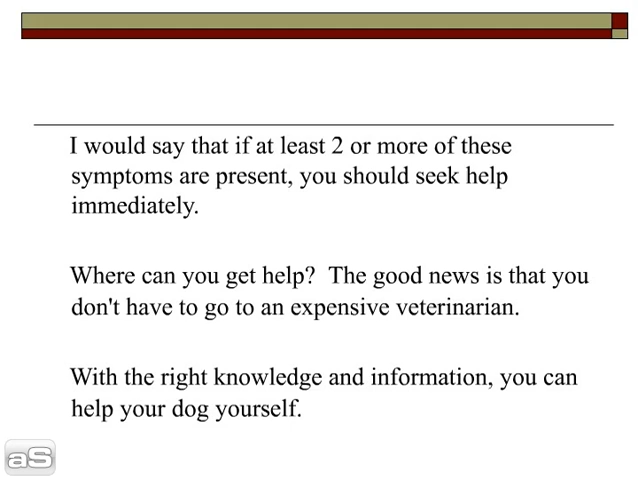 I would say that if at least 2 or more of these
symptoms are present, you should seek help
immediately.
Where can you get help?  The good news is that you
don't have to go to an expensive veterinarian.
With the right knowledge and information, you can
help your dog yourself.
aS